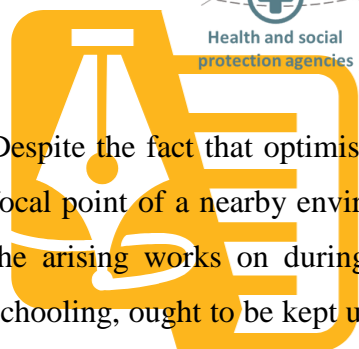 Health and social
protection agencies
Despite the fact that optimis
focal point of a nearby envir
he arising works on during
schooling, ought to be kept u